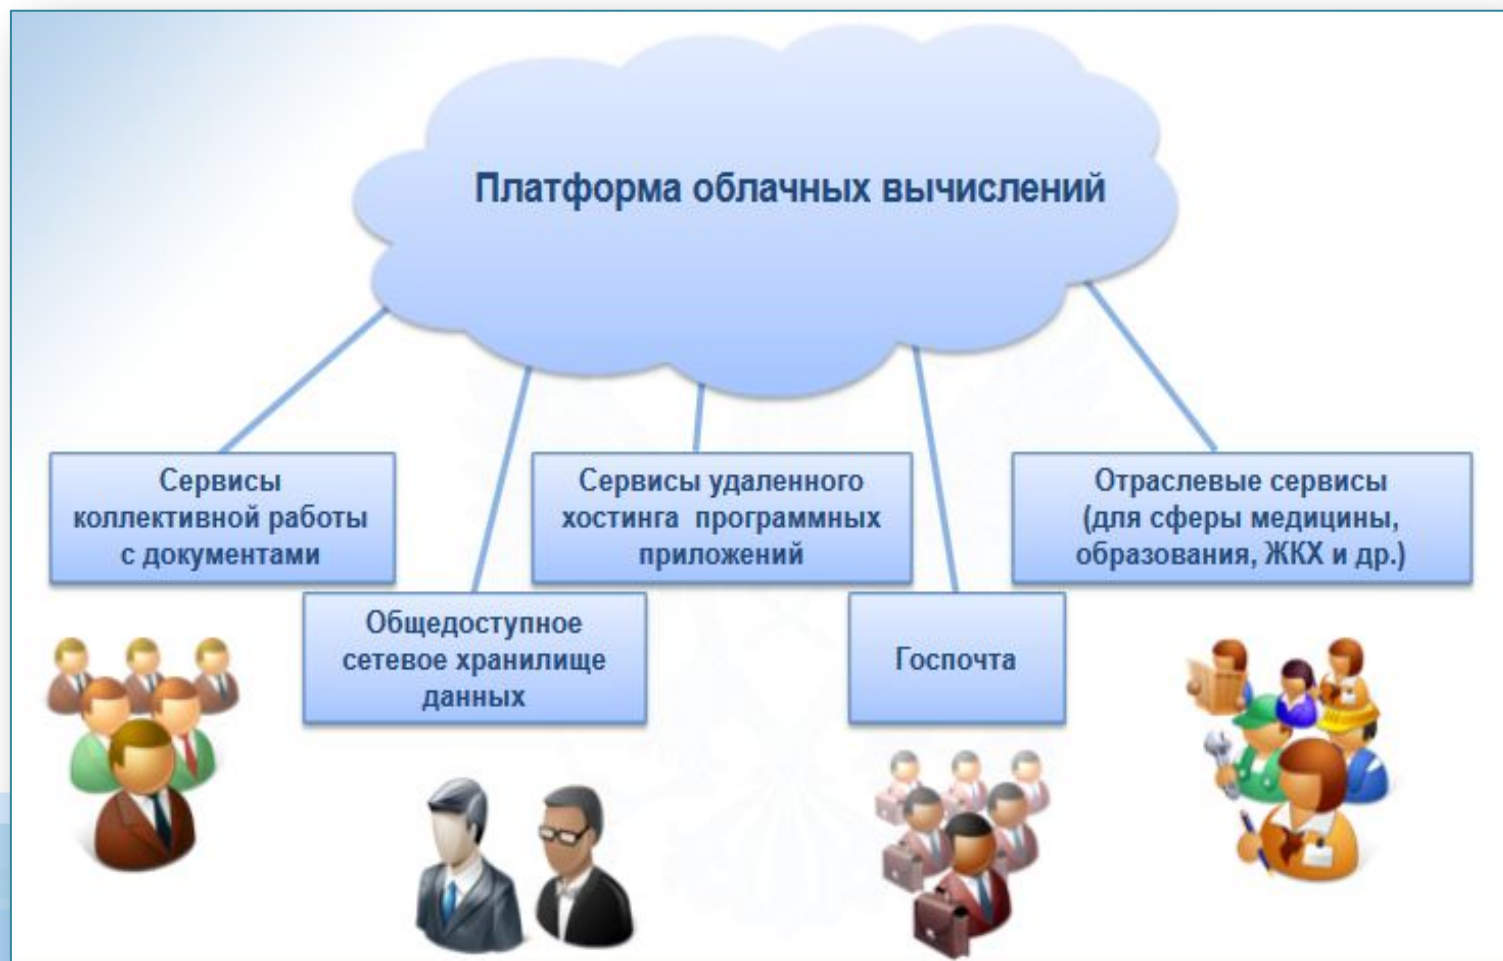 Платформа облачных вычислений
Сервисы
коллективной работы
с документами
Сервисы удаленного
хостинга программных
приложений
Отраслевые сервисы
(для сферы медицины,
образования, ЖКХ и др.)
Общедоступное
сетевое хранилище
данных
Госпочта